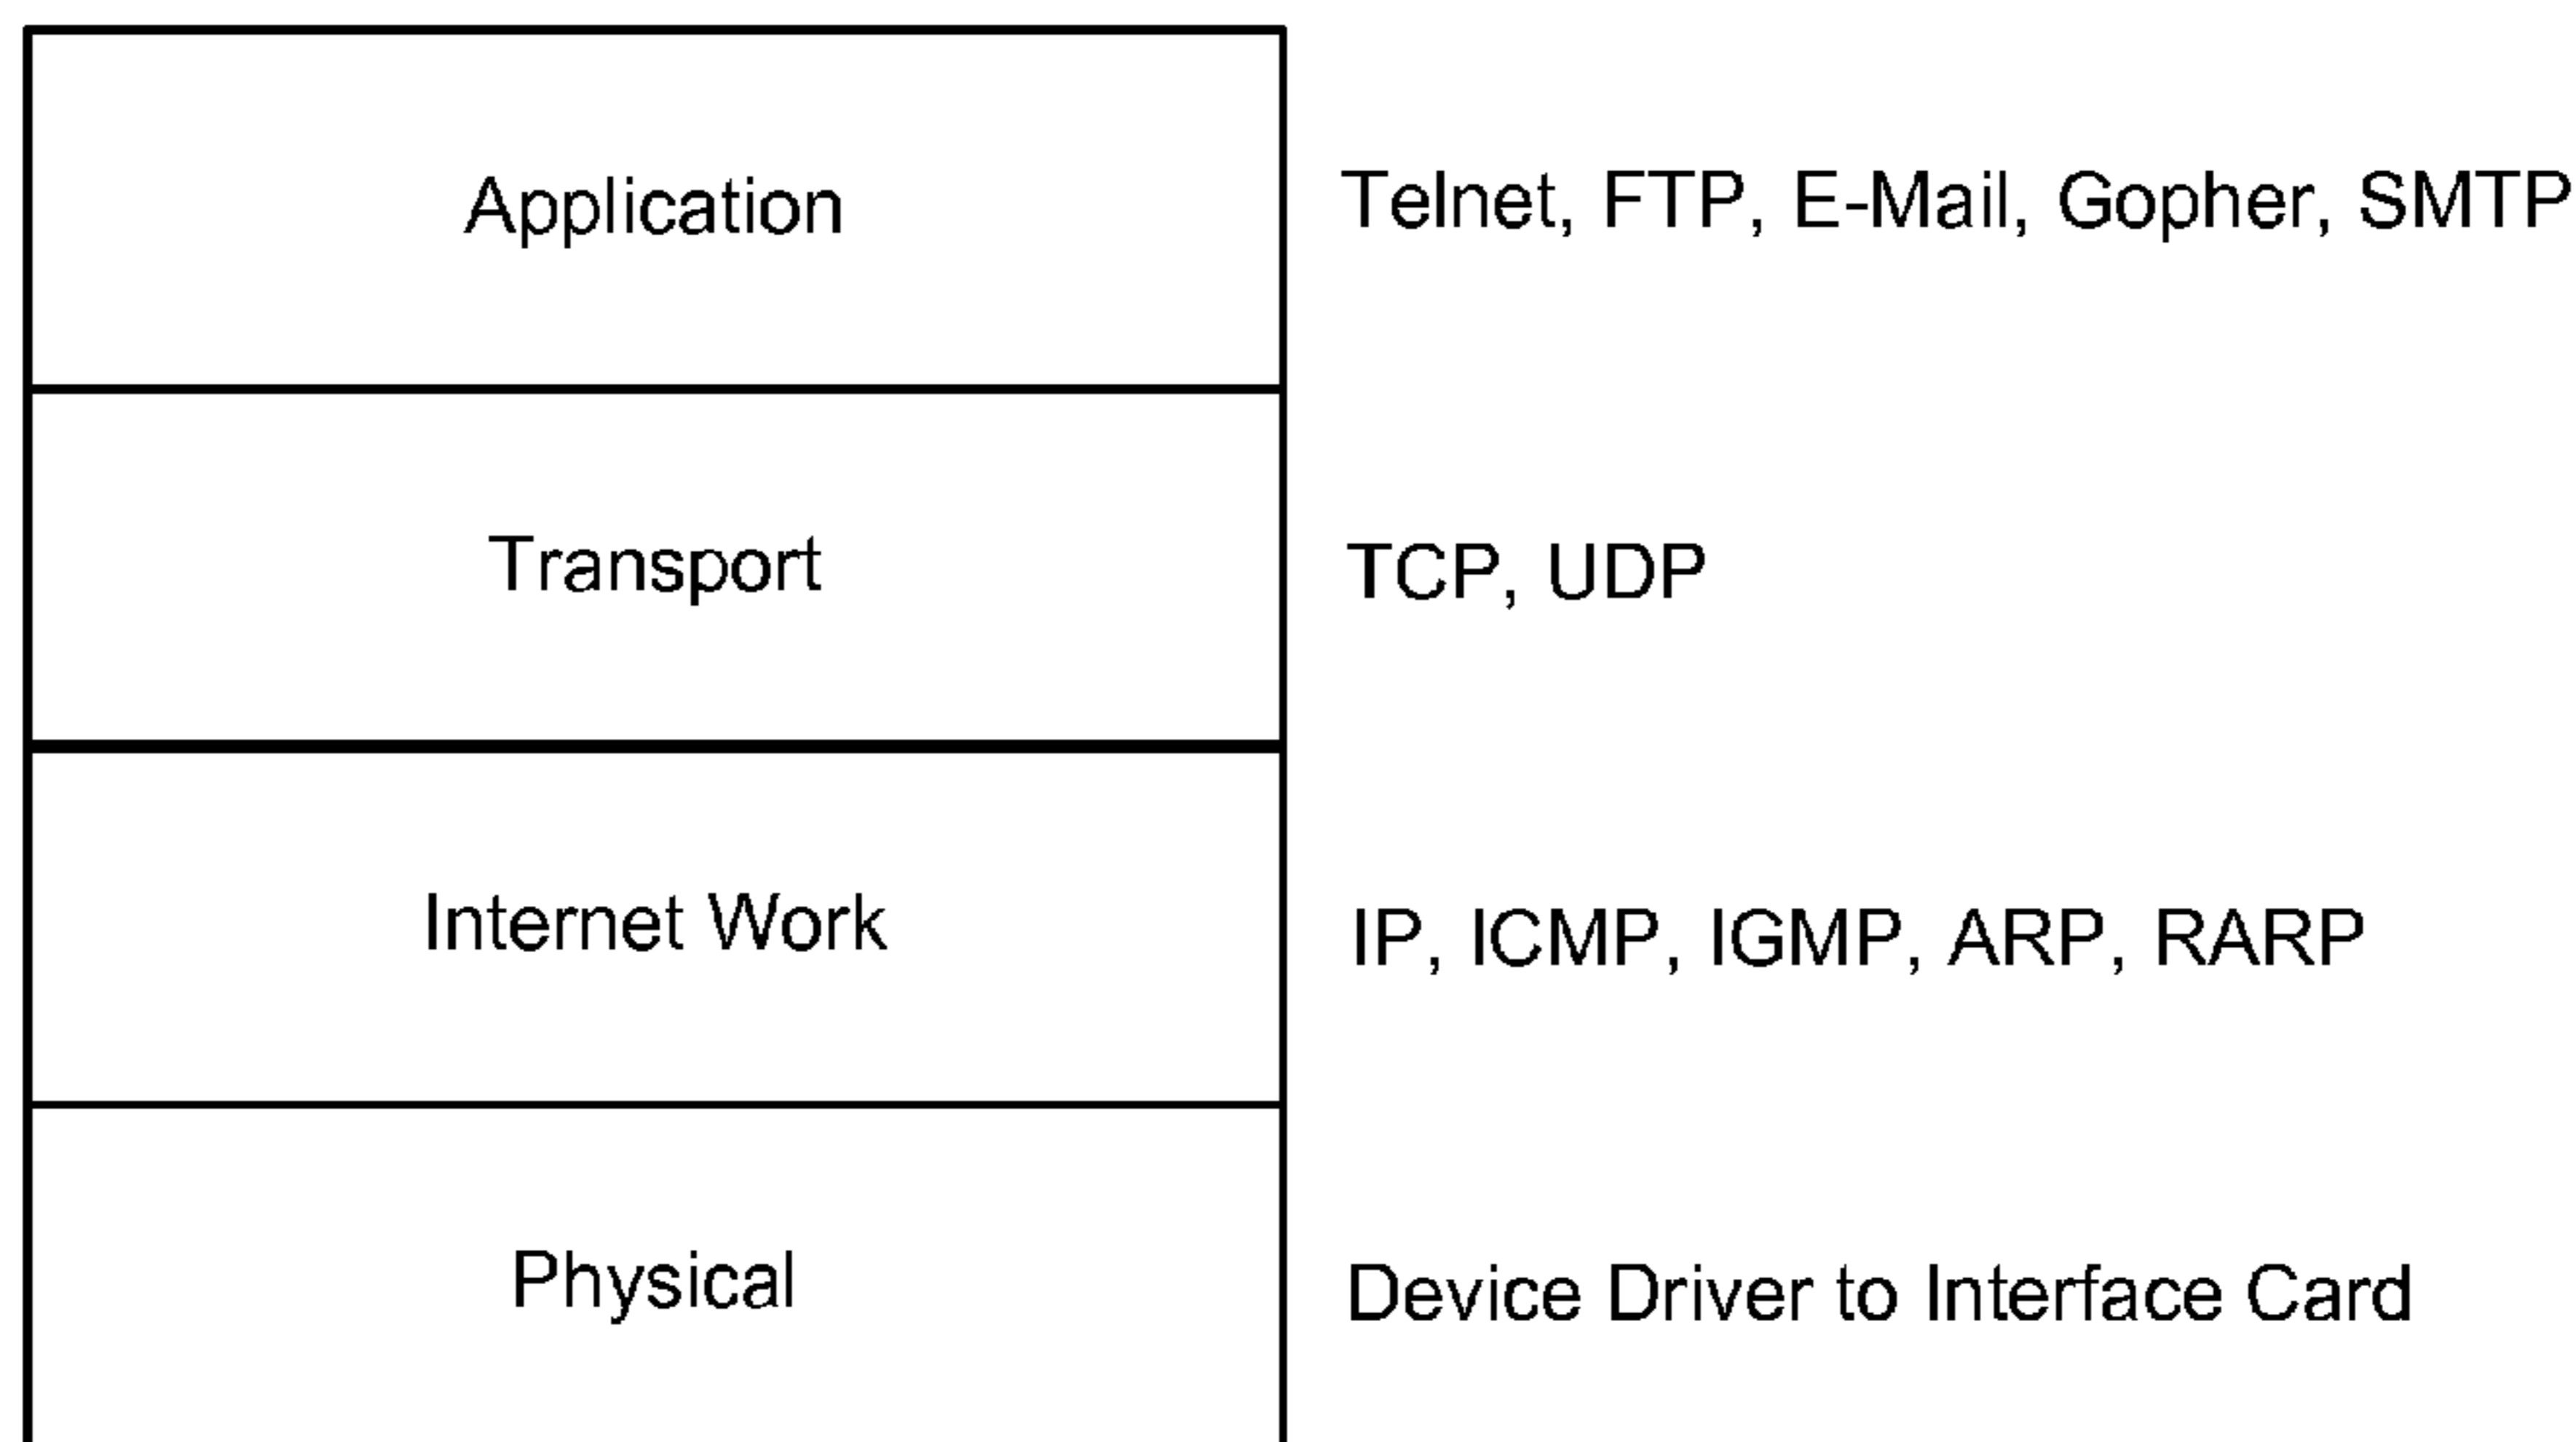 Application
Telnet, FTP, E-Mail, Gopher, SMTP
Transport
TCP, UDP
Internet Work
IP, ICMP, IGMP, ARP, RARP
Physical
Device Driver to Interface Card